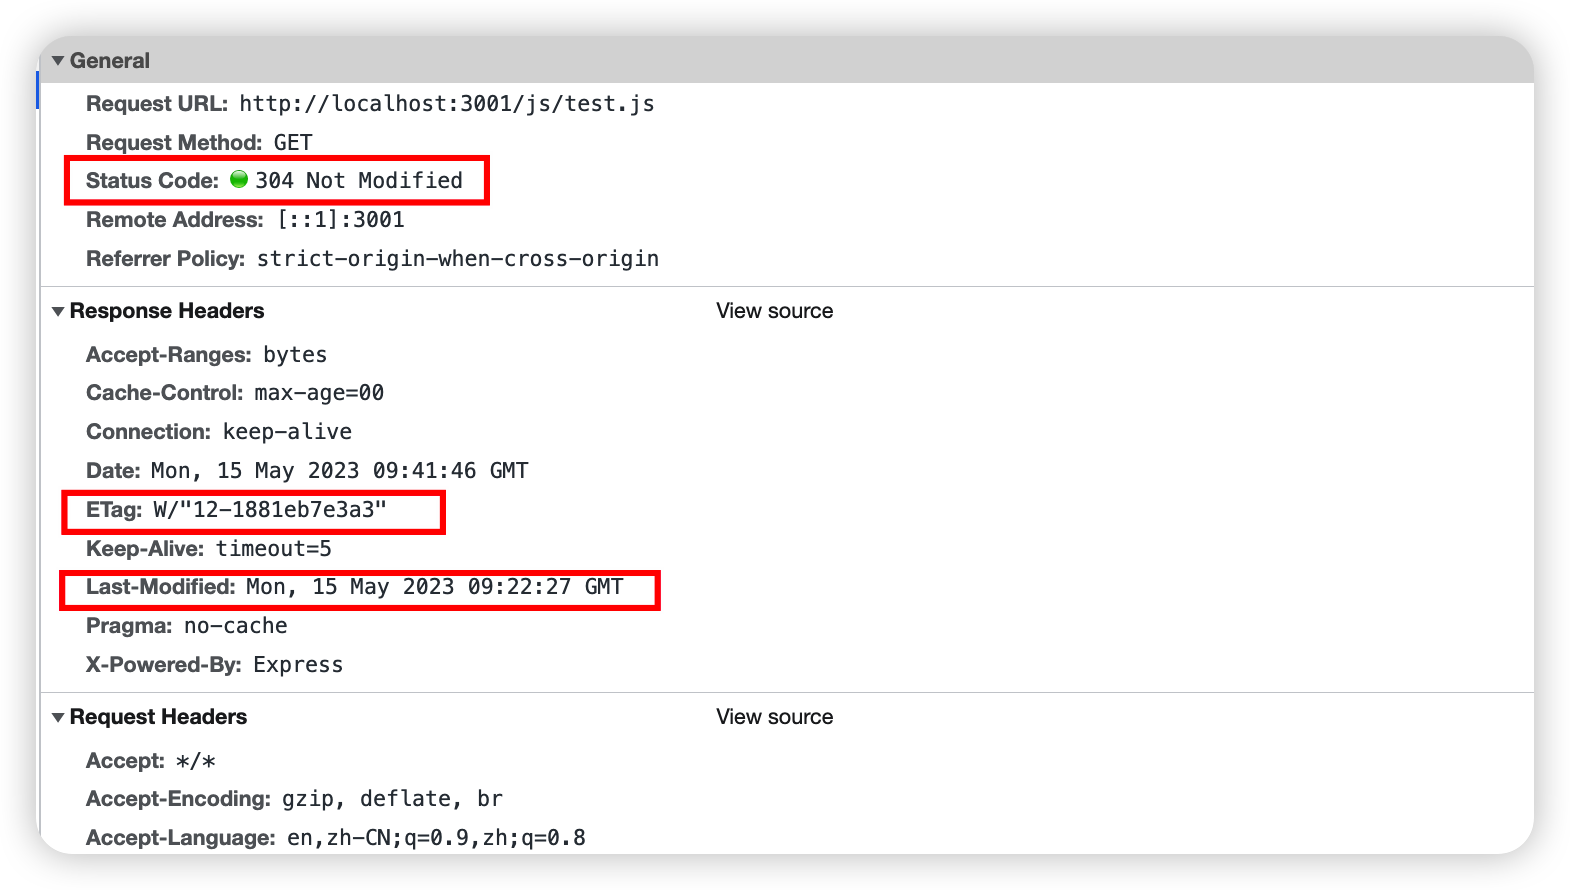 General
Request URL: http://localhost:3001/js/test.js
Request Method: GET
Status Code: 304 Not Modified
Remote Address: [::1]:3001
Referrer Policy: strict-origin-when-cross-origin
Response Headers View source
Accept-Ranges: bytes
Cache-Control: max-age=00
Connection: keep-alive
Date: Mon, 15 May 2023 09:41:46 GMT
ETag: W/"12-1881eb7e3a3"
Keep-Alive: timeout=5
Last-Modified: Mon, 15 May 2023 09:22:27 GMT
Pragma: no-cache
X-Powered-By: Express
Request Headers View source
Accept: */*
Accept-Encoding: gzip, deflate, br
Accept-Language: en,zh-CN;q=0.9,zh;q=0.8